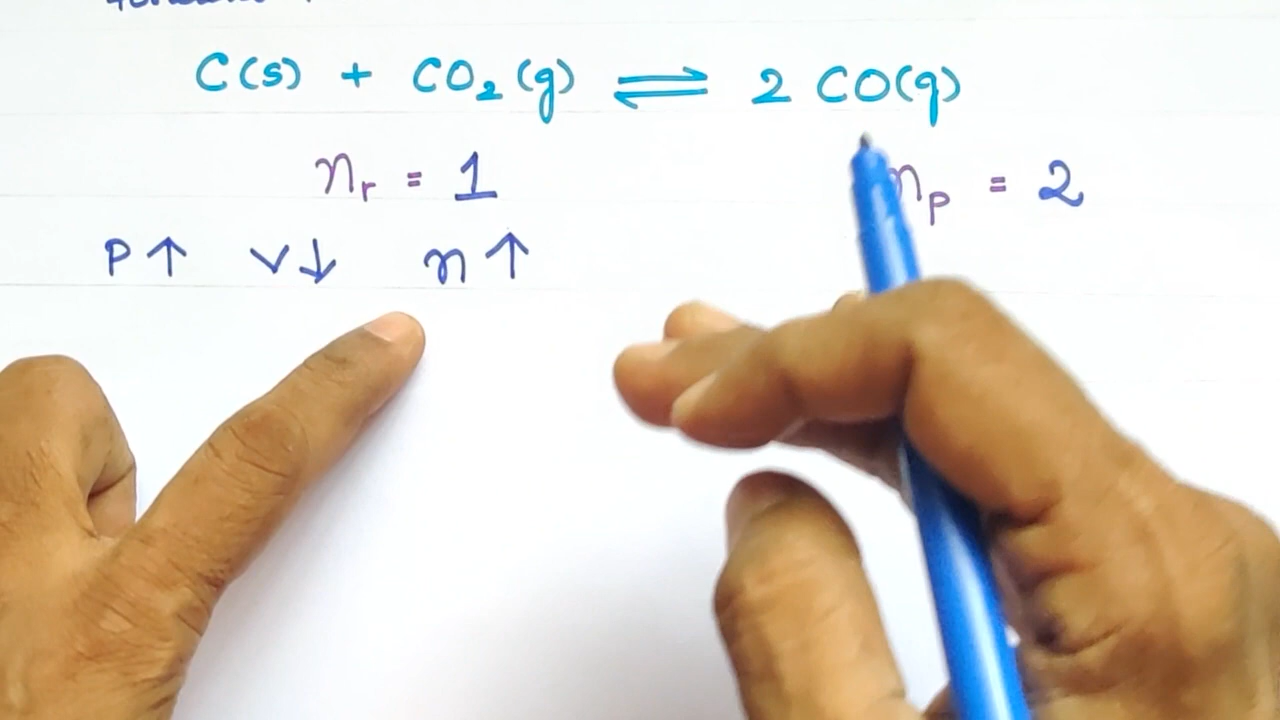 C(s) + CO₂(g) ⇌ 2 CO(g)
nᵣ = 1 nₚ = 2
P↑ V↓ n↑